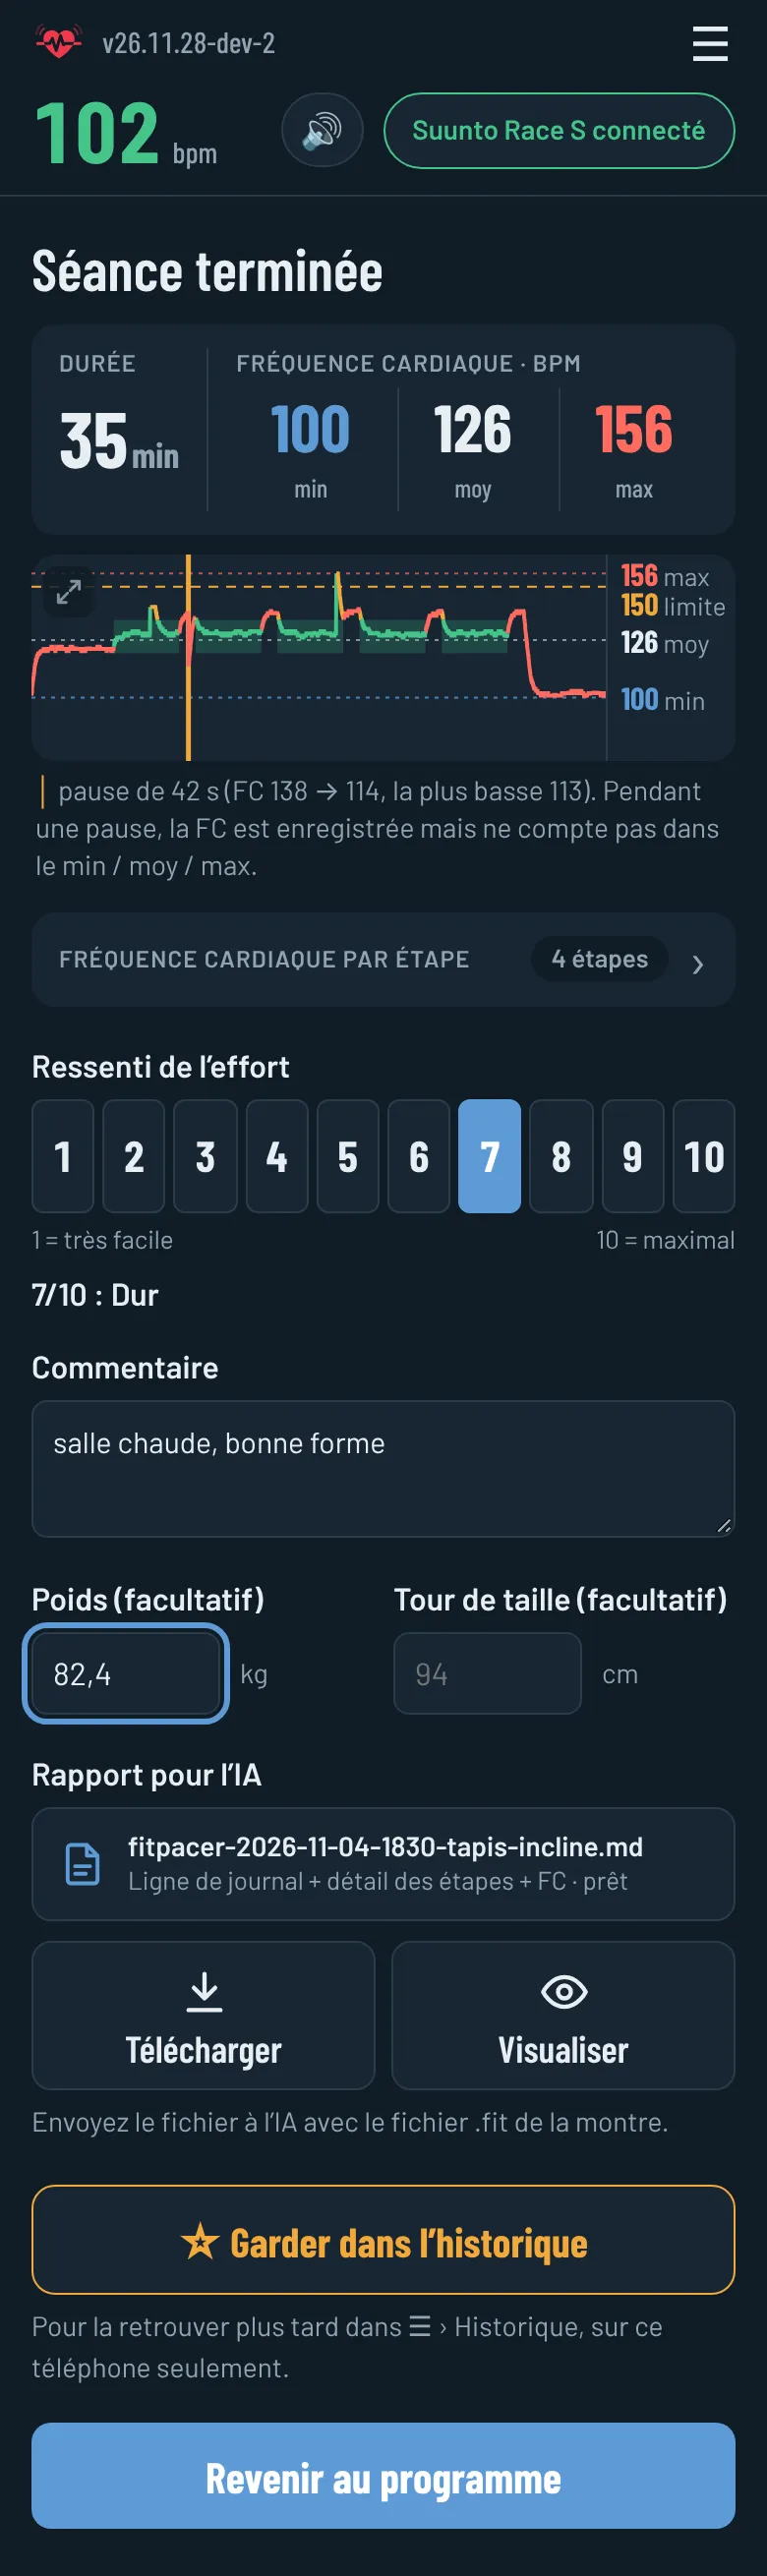 v26.11.28-dev-2
☰
102 bpm
Suunto Race S connecté
Séance terminée
DURÉE
35 min
FRÉQUENCE CARDIAQUE · BPM
100
min
126
moy
156
max
156 max
150 limite
126 moy
100 min
pause de 42 s (FC 138 → 114, la plus basse 113). Pendant
une pause, la FC est enregistrée mais ne compte pas dans
le min / moy / max.
FRÉQUENCE CARDIAQUE PAR ÉTAPE
4 étapes ›
Ressenti de l’effort
1 2 3 4 5 6 7 8 9 10
1 = très facile
10 = maximal
7/10 : Dur
Commentaire
salle chaude, bonne forme
Poids (facultatif)
82,4 kg
Tour de taille (facultatif)
94 cm
Rapport pour l’IA
fitpacer-2026-11-04-1830-tapis-incline.md
Ligne de journal + détail des étapes + FC · prêt
Télécharger
Visualiser
Envoyez le fichier à l’IA avec le fichier .fit de la montre.
☆ Garder dans l’historique
Pour la retrouver plus tard dans ☰ › Historique, sur ce
téléphone seulement.
Revenir au programme